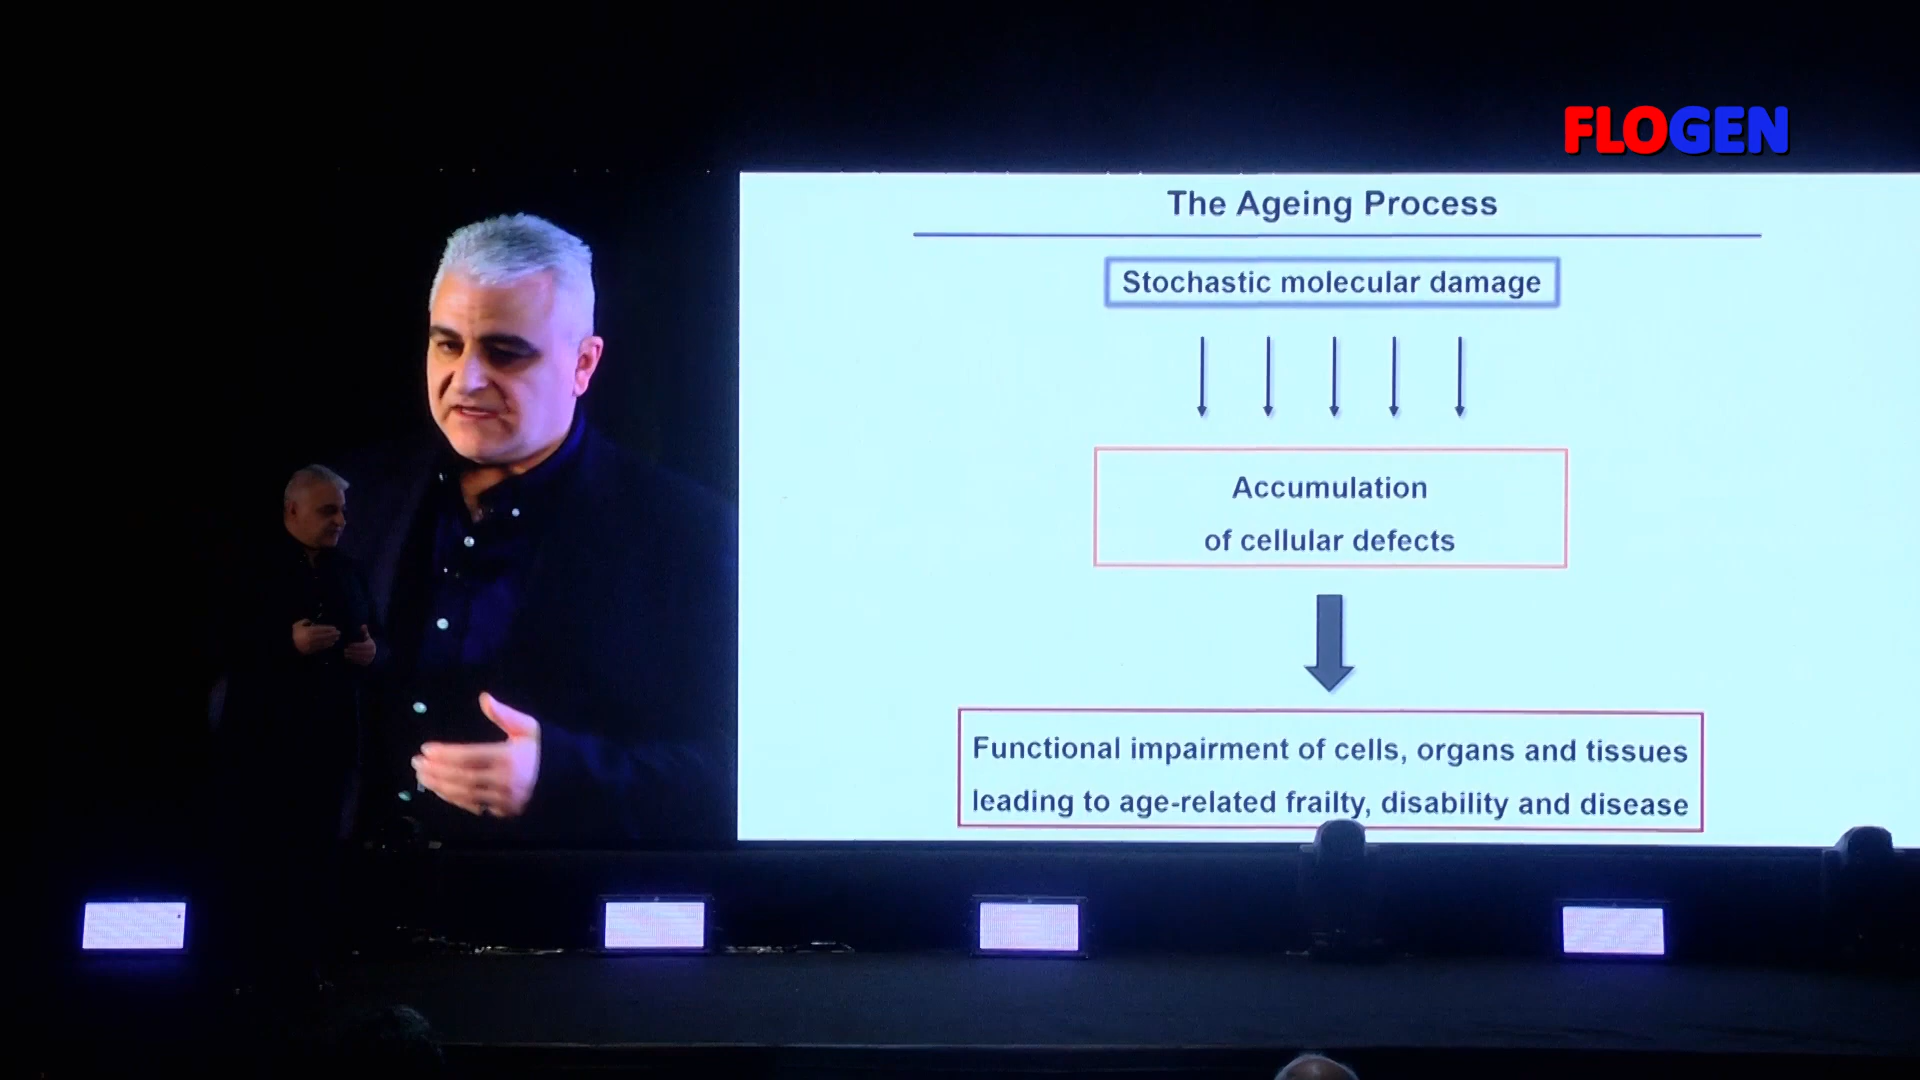 FLOGEN
The Ageing Process
Stochastic molecular damage
Accumulation
of cellular defects
Functional impairment of cells, organs and tissues
leading to age-related frailty, disability and disease